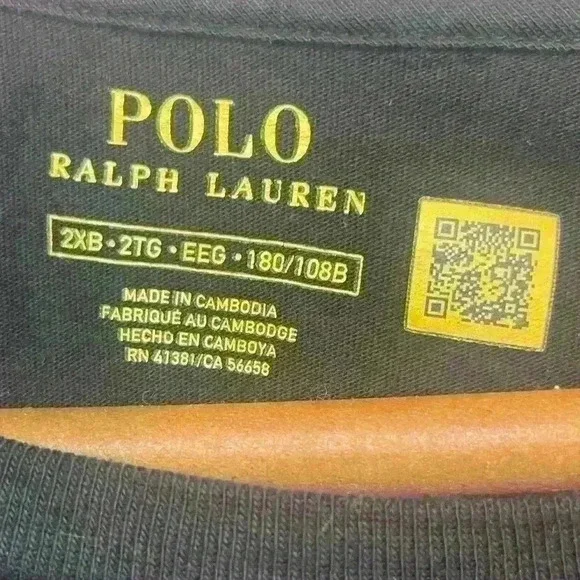 POLO
RALPH LAUREN
2XB • 2TG • EEG • 180/108B
MADE IN CAMBODIA
FABRIQUÉ AU CAMBODGE
HECHO EN CAMBOYA
RN 41381/CA 56658